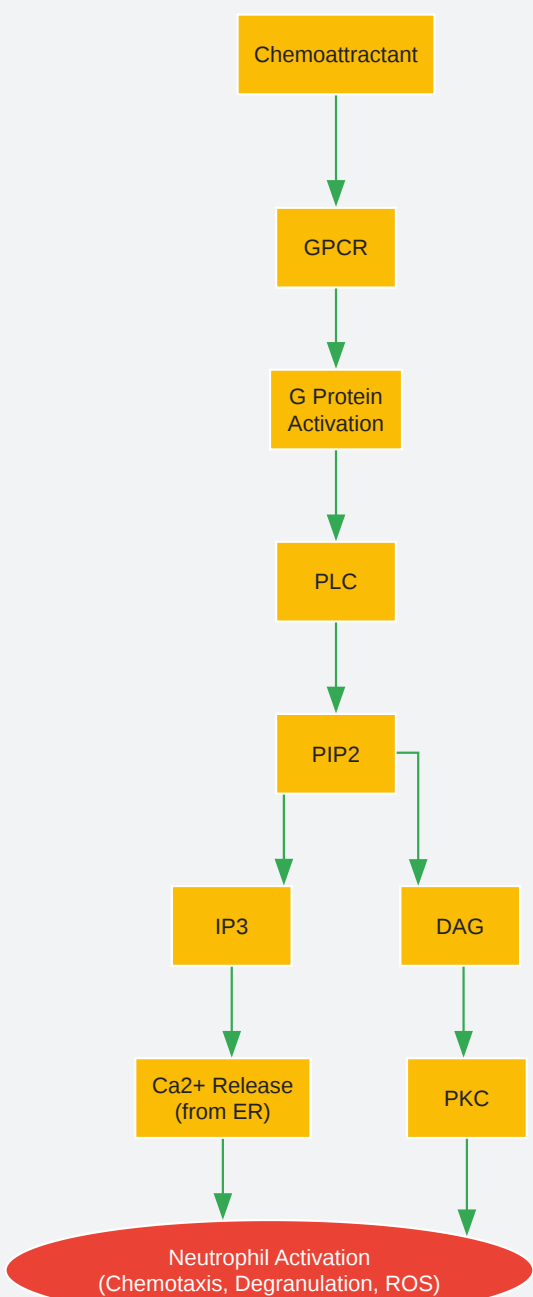 Chemoattractant
GPCR
G Protein
Activation
PLC
PIP2
IP3
DAG
Ca2+ Release
(from ER)
PKC
Neutrophil Activation
(Chemotaxis, Degranulation, ROS)